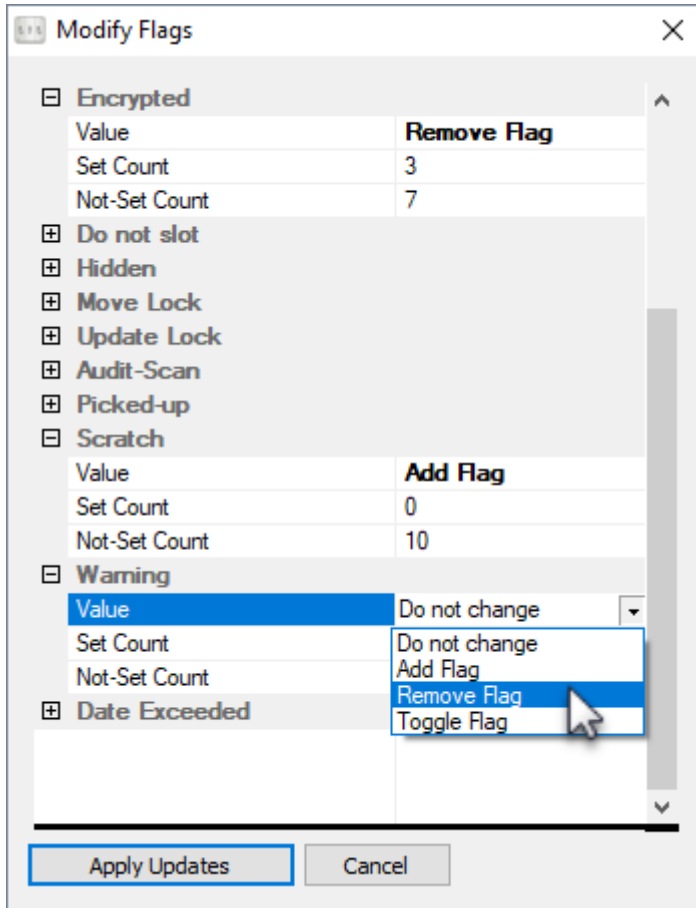 Modify Flags
Encrypted
Value Remove Flag
Set Count 3
Not-Set Count 7
Do not slot
Hidden
Move Lock
Update Lock
Audit-Scan
Picked-up
Scratch
Value Add Flag
Set Count 0
Not-Set Count 10
Warning
Value Do not change
Set Count Do not change
Add Flag
Not-Set Count Remove Flag
Date Exceeded Toggle Flag
Apply Updates Cancel